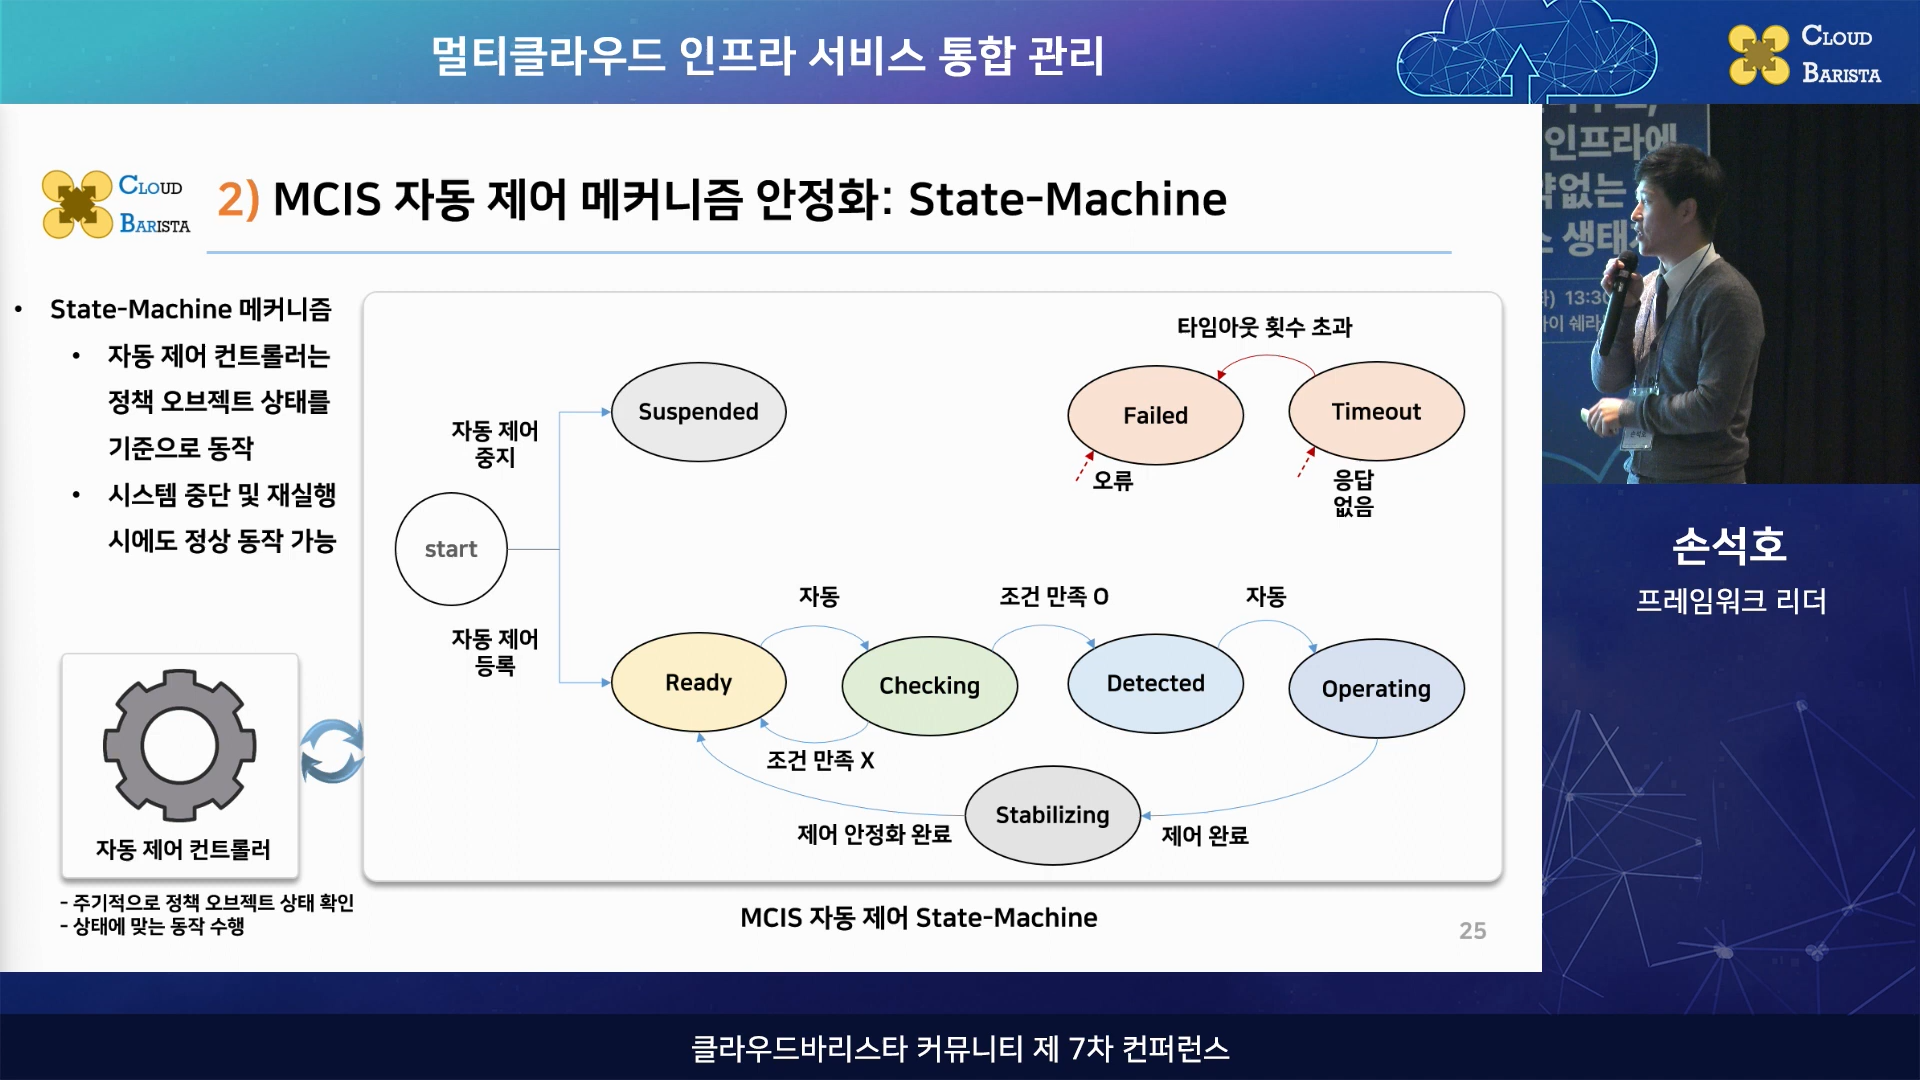 멀티클라우드 인프라 서비스 통합 관리
CLOUD
BARISTA
CLOUD
BARISTA
2) MCIS 자동 제어 메커니즘 안정화: State-Machine
• State-Machine 메커니즘
• 자동 제어 컨트롤러는
정책 오브젝트 상태를
기준으로 동작
• 시스템 중단 및 재실행
시에도 정상 동작 가능
자동 제어 컨트롤러
- 주기적으로 정책 오브젝트 상태 확인
- 상태에 맞는 동작 수행
타임아웃 횟수 초과
Suspended
Failed
Timeout
자동 제어
중지
오류
응답
없음
start
자동
조건 만족 O
자동
자동 제어
등록
Ready
Checking
Detected
Operating
조건 만족 X
Stabilizing
제어 안정화 완료
제어 완료
MCIS 자동 제어 State-Machine
25
인프라에
없는
생태
13:30
손석호
프레임워크 리더
클라우드바리스타 커뮤니티 제 7차 컨퍼런스